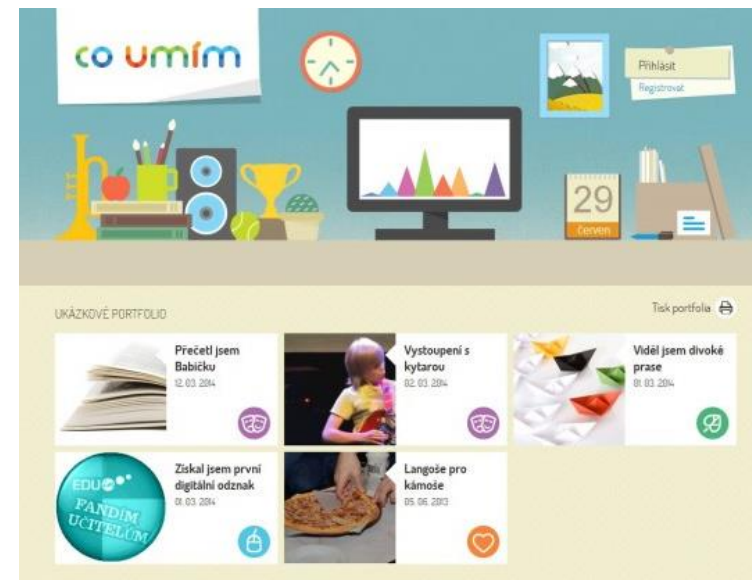 co umím
Přihlásit
Registrovat
29
červen
UKÁZKOVÉ PORTFOLIO
Tisk portfolia
Přečetl jsem
Babičku
12. 03. 2014
Vystoupení s
kytarou
02. 03. 2014
Viděl jsem divoké
prase
01. 03. 2014
EDU
FANDÍM
UČITELŮM
Získal jsem první
digitální odznak
01. 03. 2014
Langoše pro
kámoše
05. 06. 2013